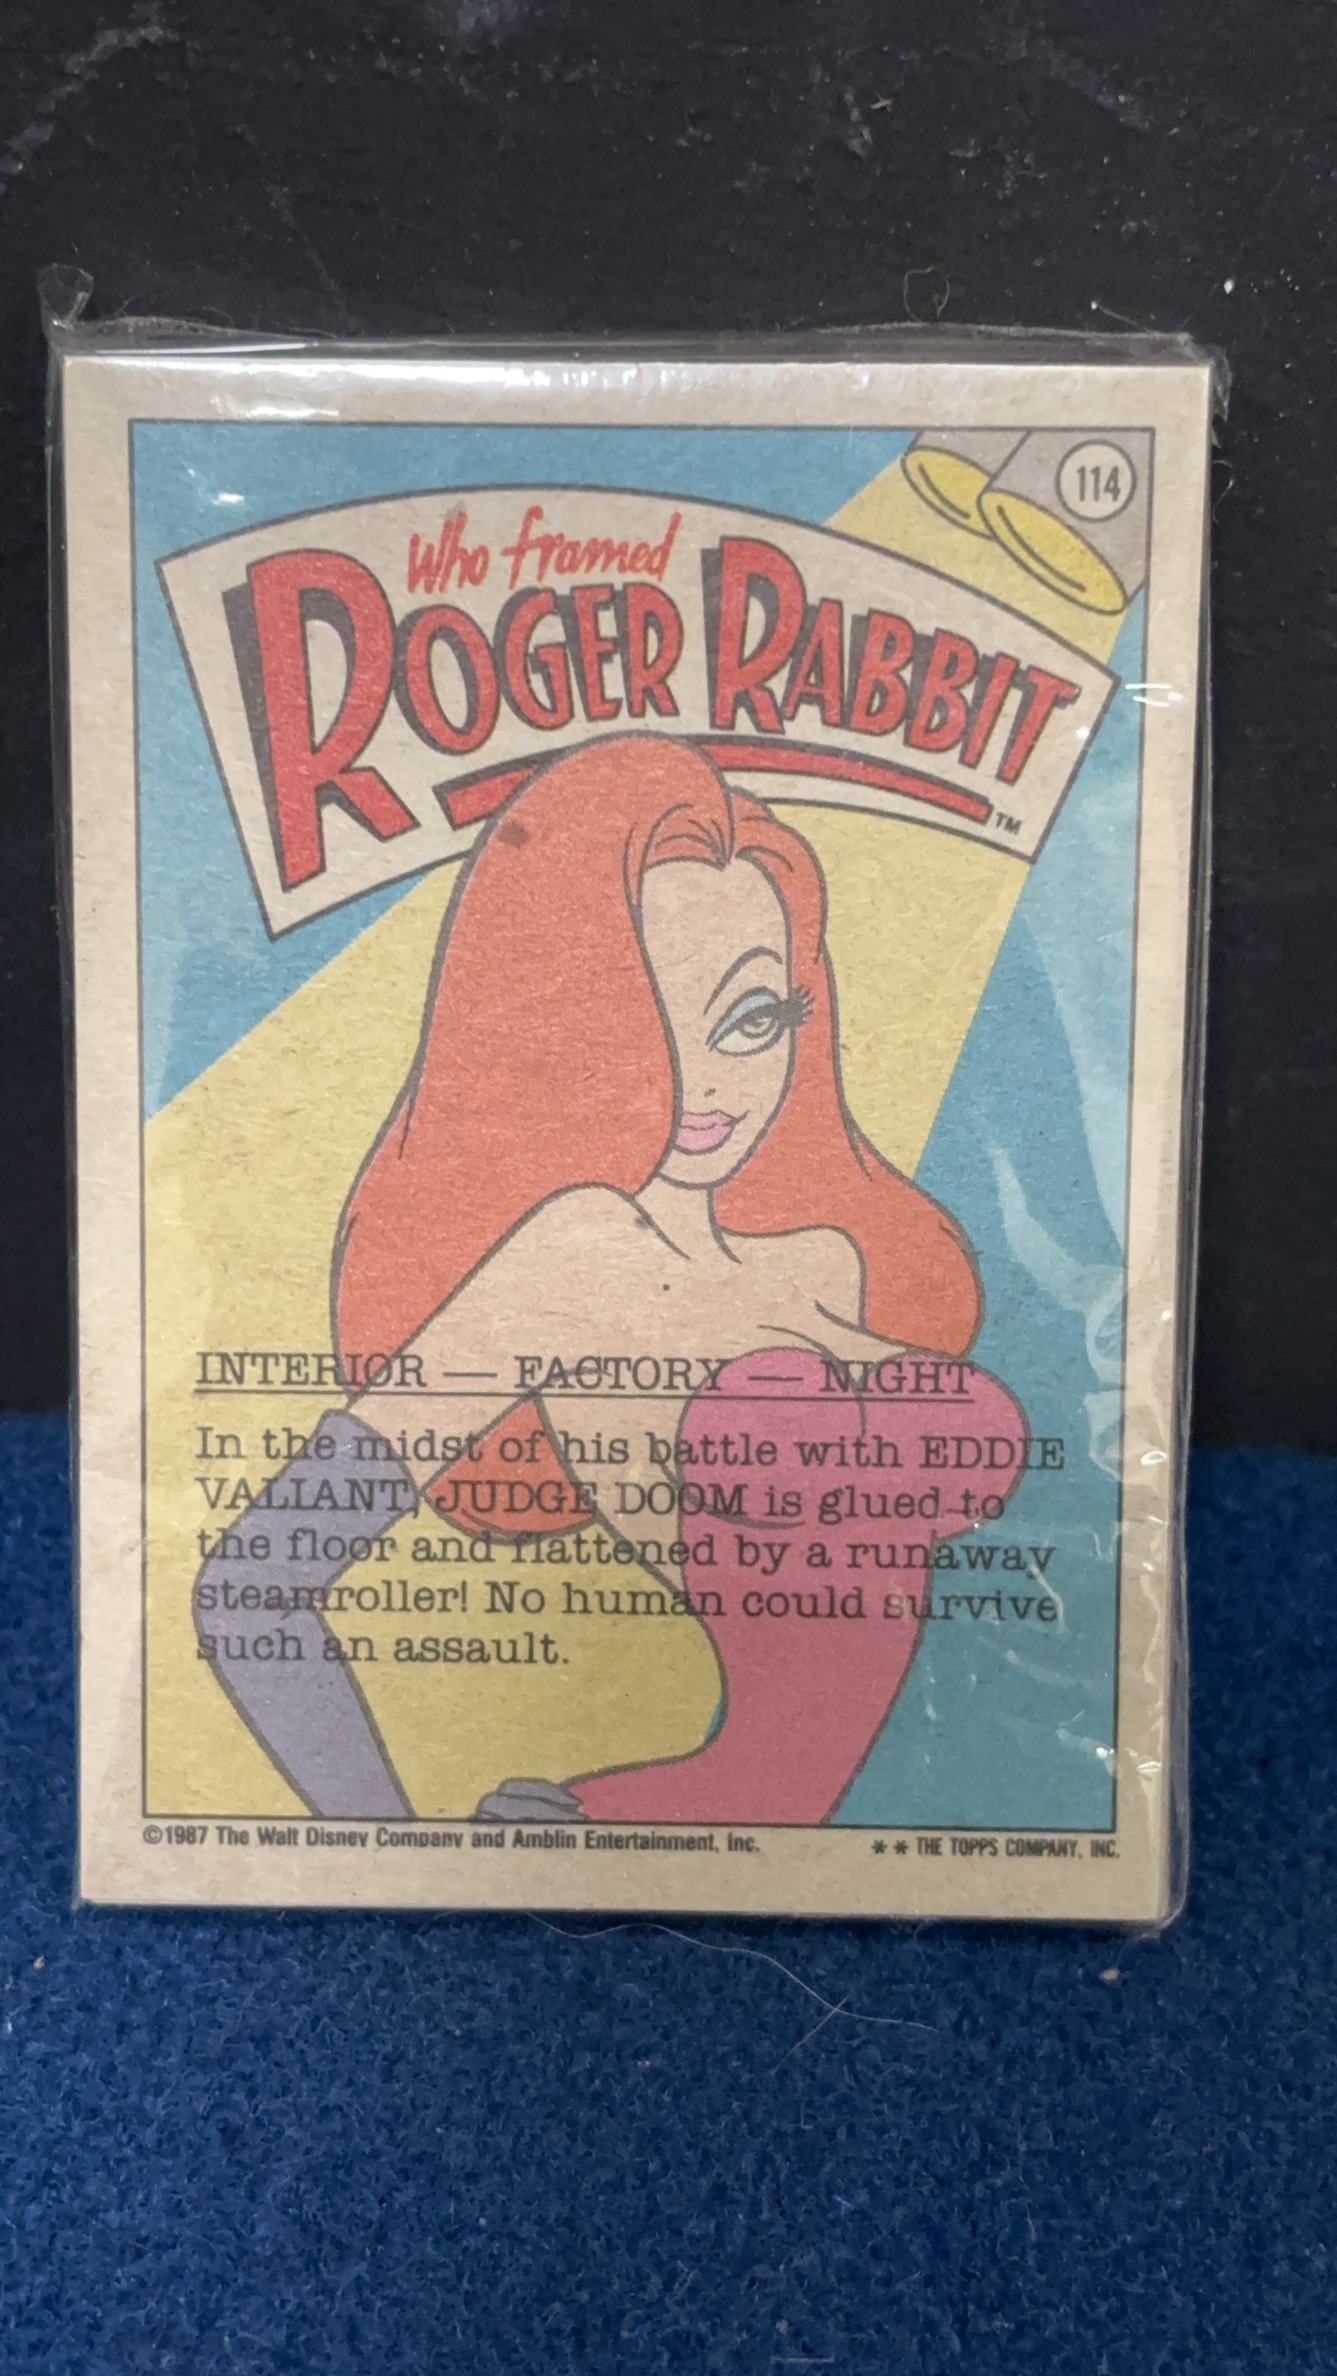 114
Who framed
ROGER RABBIT
TM
INTERIOR — FACTORY — NIGHT
In the midst of his battle with EDDIE
VALIANT, JUDGE DOOM is glued to
the floor and flattened by a runaway
steamroller! No human could survive
such an assault.
©1987 The Walt Disney Company and Amblin Entertainment, Inc.
* * THE TOPPS COMPANY, INC.